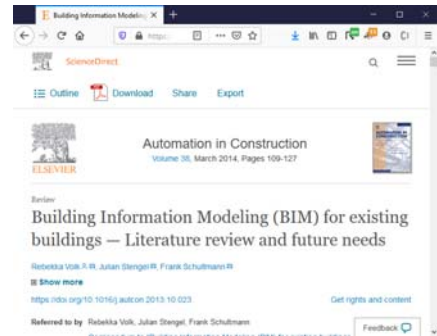 Building Information Modeling
ScienceDirect
Outline Download Share Export
ELSEVIER
Automation in Construction
Volume 38, March 2014, Pages 109-127
Review
Building Information Modeling (BIM) for existing
buildings — Literature review and future needs
Rebekka Volk, Julian Stengel, Frank Schultmann
Show more
https://doi.org/10.1016/j.autcon.2013.10.023
Get rights and content
Referred to by Rebekka Volk, Julian Stengel, Frank Schultmann
Feedback